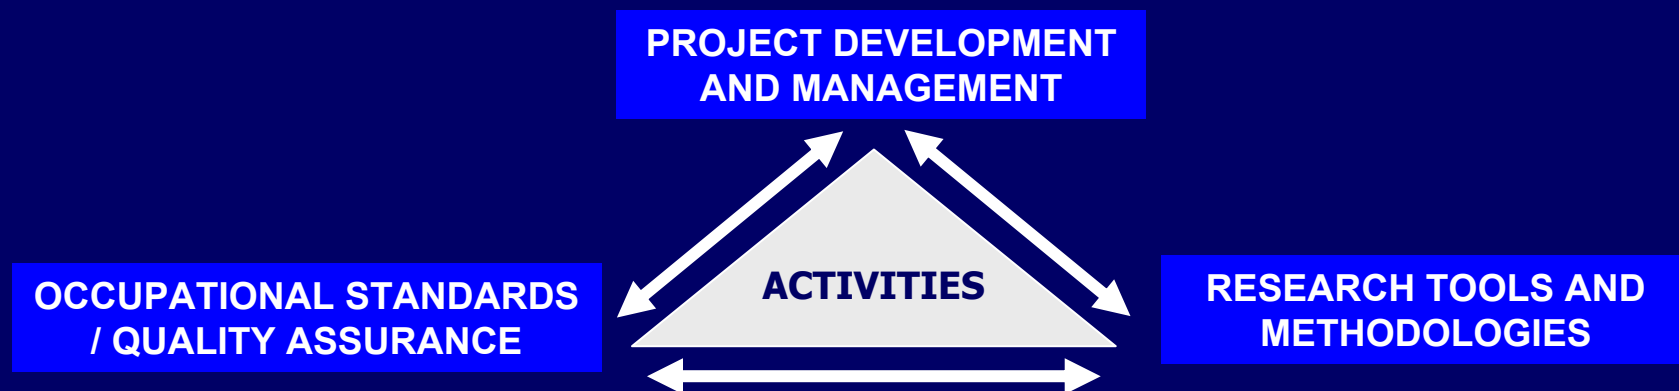 PROJECT DEVELOPMENT
AND MANAGEMENT
ACTIVITIES
OCCUPATIONAL STANDARDS
/ QUALITY ASSURANCE
RESEARCH TOOLS AND
METHODOLOGIES